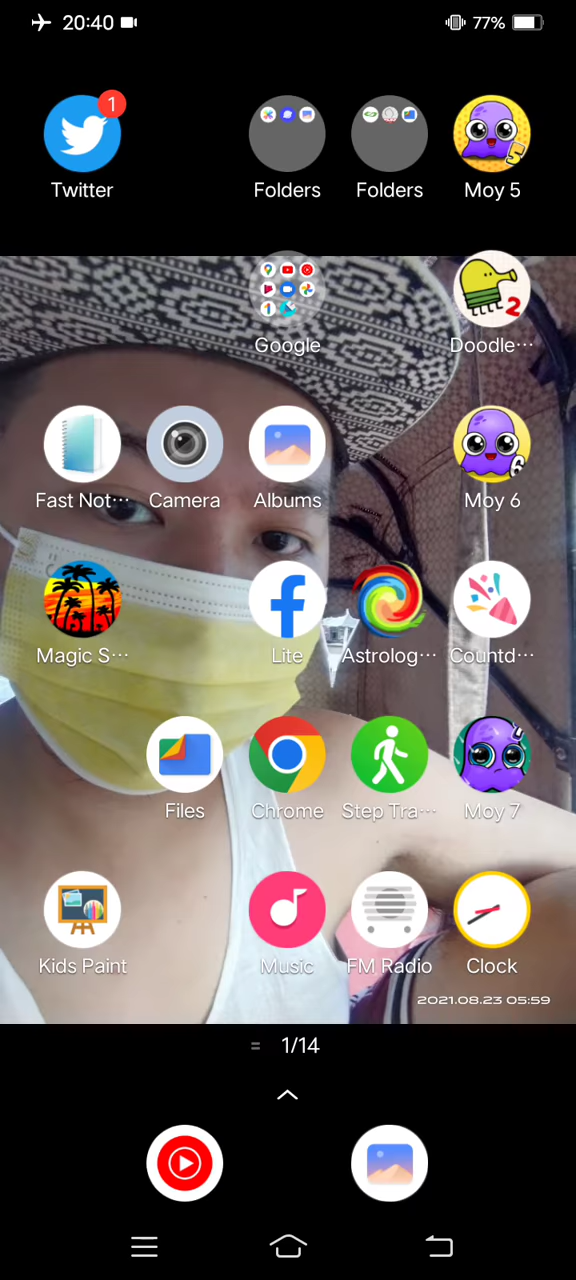 20:40 77%
1
Twitter Folders Folders Moy 5
Google Doodle···
Fast Not··· Camera Albums Moy 6
Magic S··· Lite Astrolog··· Countd···
Files Chrome Step Tra··· Moy 7
Kids Paint Music FM Radio Clock
2021.08.23 05:59
1/14